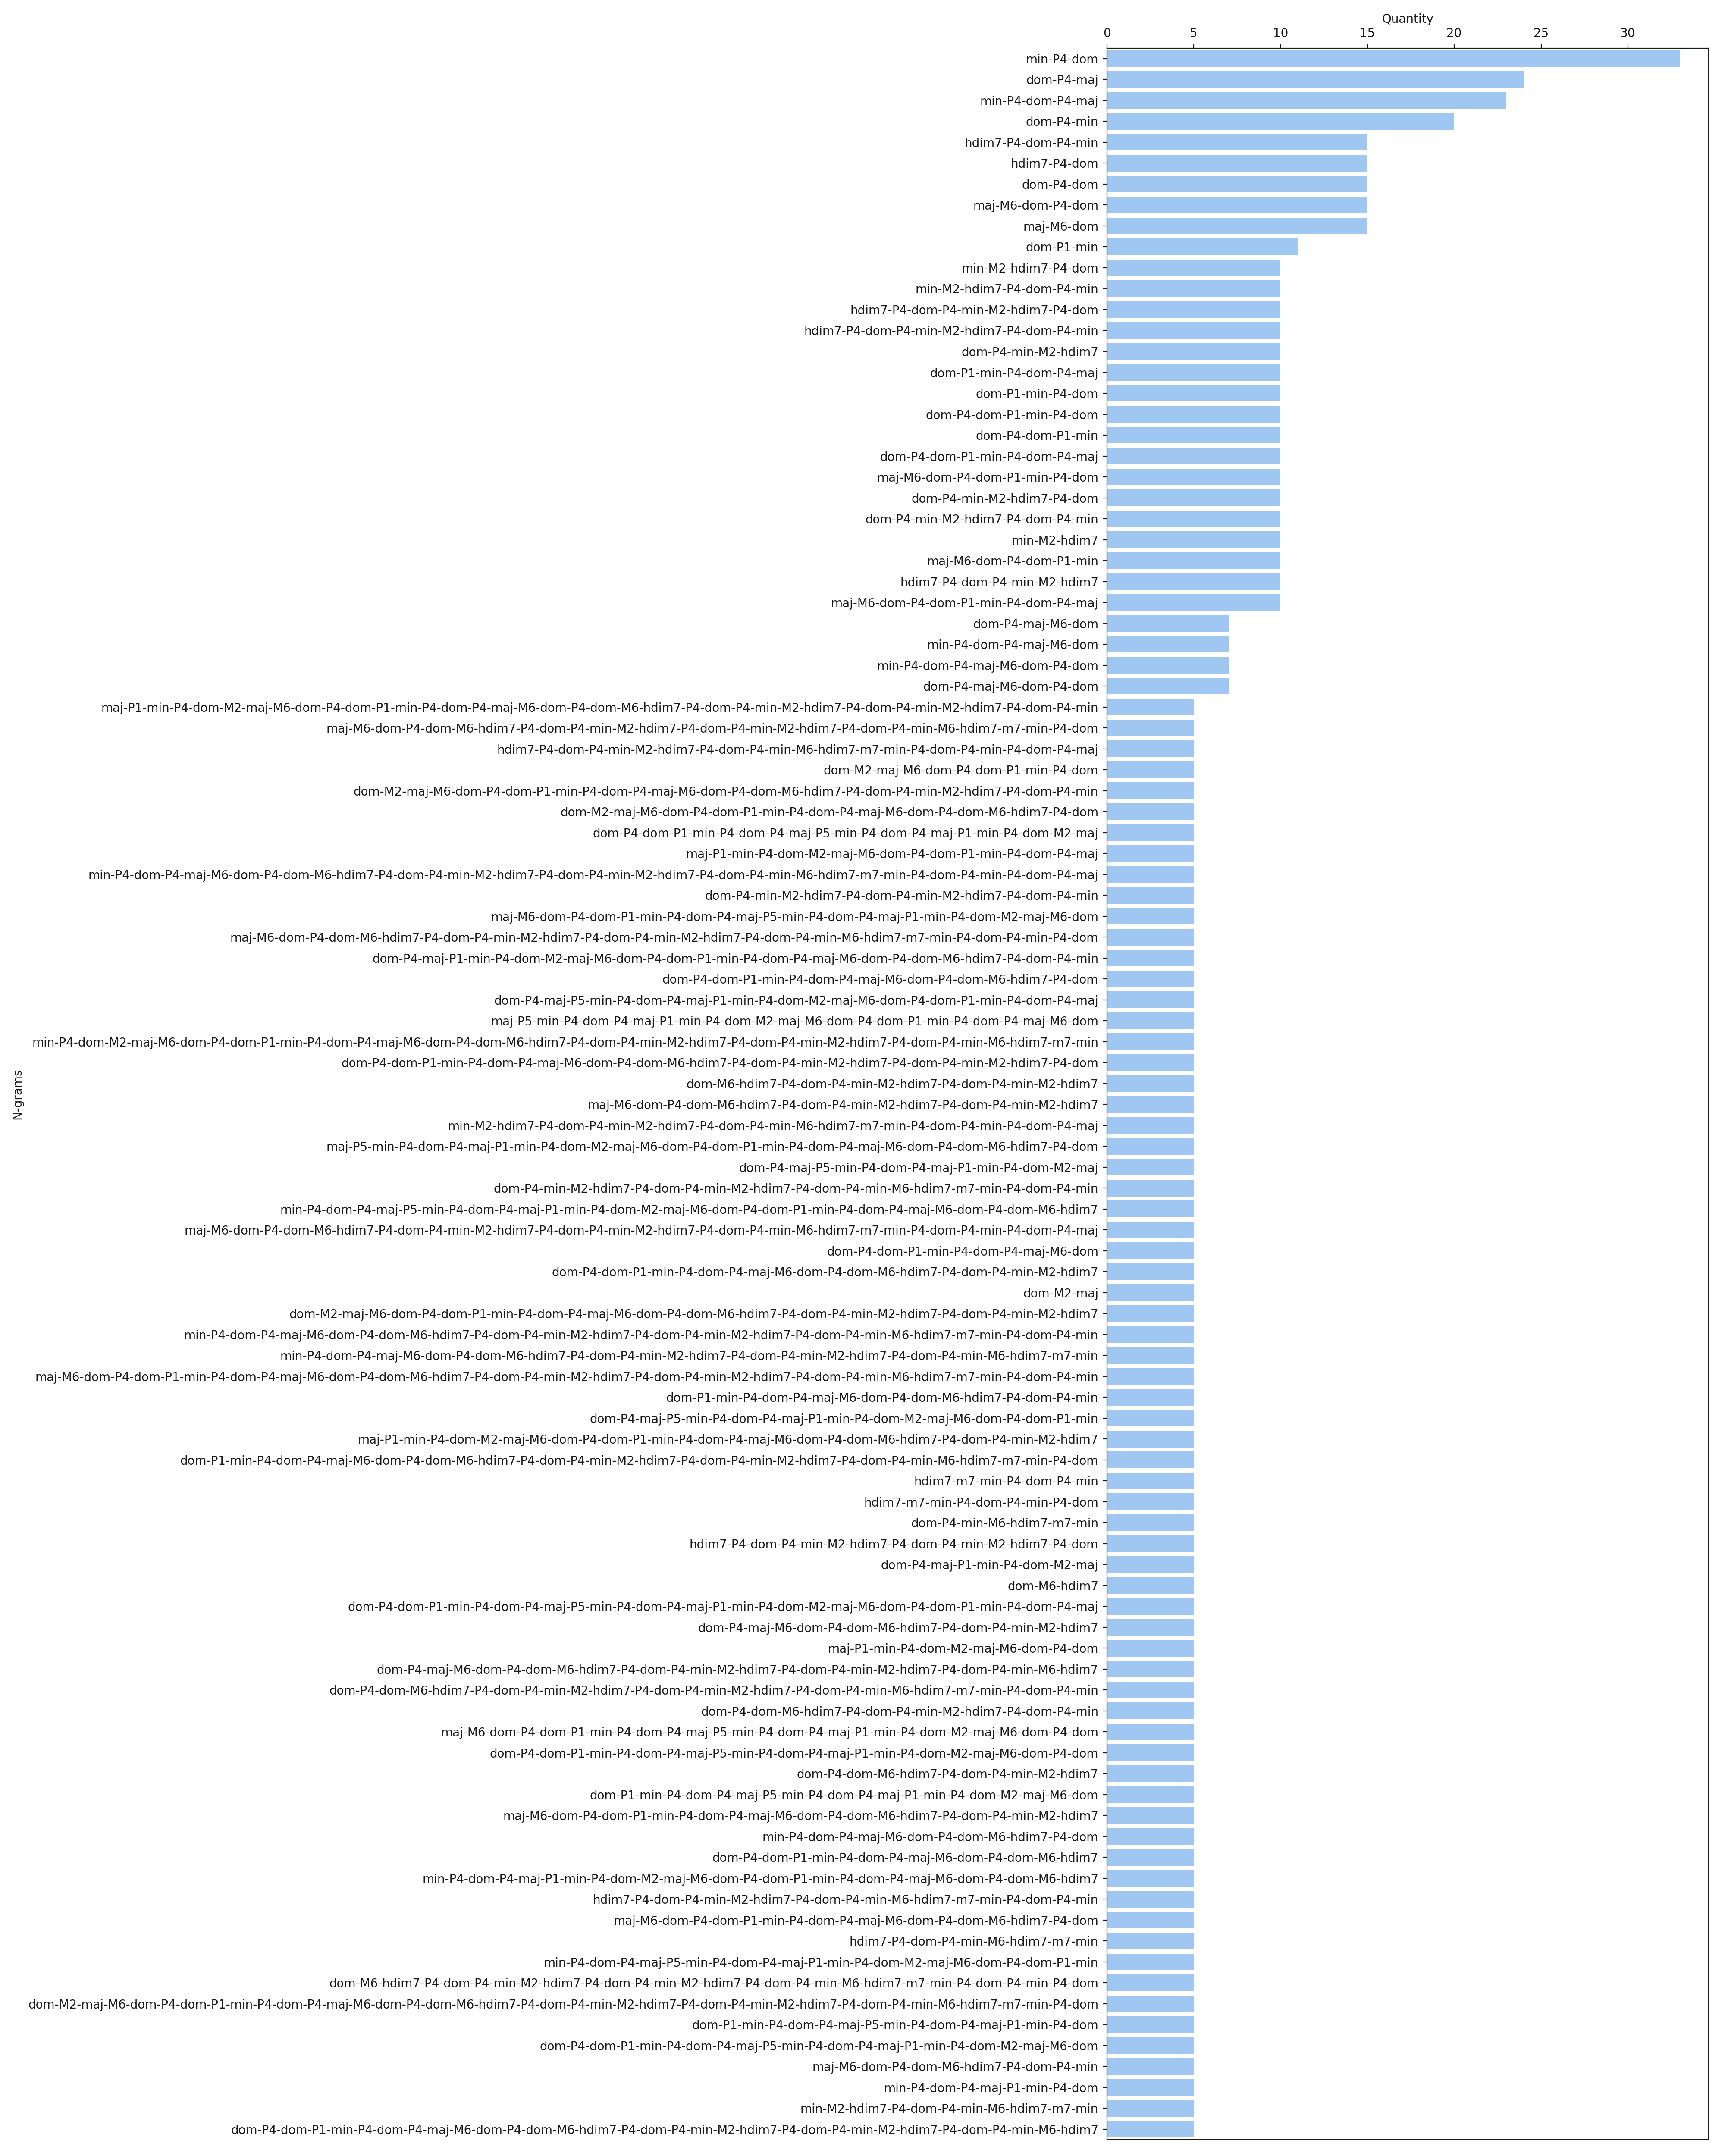 Quantity
0 5 10 15 20 25 30
min-P4-dom
dom-P4-maj
min-P4-dom-P4-maj
dom-P4-min
hdim7-P4-dom-P4-min
hdim7-P4-dom
dom-P4-dom
maj-M6-dom-P4-dom
maj-M6-dom
dom-P1-min
min-M2-hdim7-P4-dom
min-M2-hdim7-P4-dom-P4-min
hdim7-P4-dom-P4-min-M2-hdim7-P4-dom
hdim7-P4-dom-P4-min-M2-hdim7-P4-dom-P4-min
dom-P4-min-M2-hdim7
dom-P1-min-P4-dom-P4-maj
dom-P1-min-P4-dom
dom-P4-dom-P1-min-P4-dom
dom-P4-dom-P1-min
dom-P4-dom-P1-min-P4-dom-P4-maj
maj-M6-dom-P4-dom-P1-min-P4-dom
dom-P4-min-M2-hdim7-P4-dom
dom-P4-min-M2-hdim7-P4-dom-P4-min
min-M2-hdim7
maj-M6-dom-P4-dom-P1-min
hdim7-P4-dom-P4-min-M2-hdim7
maj-M6-dom-P4-dom-P1-min-P4-dom-P4-maj
dom-P4-maj-M6-dom
min-P4-dom-P4-maj-M6-dom
min-P4-dom-P4-maj-M6-dom-P4-dom
dom-P4-maj-M6-dom-P4-dom
maj-P1-min-P4-dom-M2-maj-M6-dom-P4-dom-P1-min-P4-dom-P4-maj-M6-dom-P4-dom-M6-hdim7-P4-dom-P4-min-M2-hdim7-P4-dom-P4-min-M2-hdim7-P4-dom-P4-min
maj-M6-dom-P4-dom-M6-hdim7-P4-dom-P4-min-M2-hdim7-P4-dom-P4-min-M2-hdim7-P4-dom-P4-min-M6-hdim7-m7-min-P4-dom
hdim7-P4-dom-P4-min-M2-hdim7-P4-dom-P4-min-M6-hdim7-m7-min-P4-dom-P4-min-P4-dom-P4-maj
dom-M2-maj-M6-dom-P4-dom-P1-min-P4-dom
dom-M2-maj-M6-dom-P4-dom-P1-min-P4-dom-P4-maj-M6-dom-P4-dom-M6-hdim7-P4-dom-P4-min-M2-hdim7-P4-dom-P4-min
dom-M2-maj-M6-dom-P4-dom-P1-min-P4-dom-P4-maj-M6-dom-P4-dom-M6-hdim7-P4-dom
dom-P4-dom-P1-min-P4-dom-P4-maj-P5-min-P4-dom-P4-maj-P1-min-P4-dom-M2-maj
maj-P1-min-P4-dom-M2-maj-M6-dom-P4-dom-P1-min-P4-dom-P4-maj
min-P4-dom-P4-maj-M6-dom-P4-dom-M6-hdim7-P4-dom-P4-min-M2-hdim7-P4-dom-P4-min-M2-hdim7-P4-dom-P4-min-M6-hdim7-m7-min-P4-dom-P4-min-P4-dom-P4-maj
dom-P4-min-M2-hdim7-P4-dom-P4-min-M2-hdim7-P4-dom-P4-min
maj-M6-dom-P4-dom-P1-min-P4-dom-P4-maj-P5-min-P4-dom-P4-maj-P1-min-P4-dom-M2-maj-M6-dom
maj-M6-dom-P4-dom-M6-hdim7-P4-dom-P4-min-M2-hdim7-P4-dom-P4-min-M2-hdim7-P4-dom-P4-min-M6-hdim7-m7-min-P4-dom-P4-min-P4-dom
dom-P4-maj-P1-min-P4-dom-M2-maj-M6-dom-P4-dom-P1-min-P4-dom-P4-maj-M6-dom-P4-dom-M6-hdim7-P4-dom-P4-min
dom-P4-dom-P1-min-P4-dom-P4-maj-M6-dom-P4-dom-M6-hdim7-P4-dom
dom-P4-maj-P5-min-P4-dom-P4-maj-P1-min-P4-dom-M2-maj-M6-dom-P4-dom-P1-min-P4-dom-P4-maj
maj-P5-min-P4-dom-P4-maj-P1-min-P4-dom-M2-maj-M6-dom-P4-dom-P1-min-P4-dom-P4-maj-M6-dom
min-P4-dom-M2-maj-M6-dom-P4-dom-P1-min-P4-dom-P4-maj-M6-dom-P4-dom-M6-hdim7-P4-dom-P4-min-M2-hdim7-P4-dom-P4-min-M2-hdim7-P4-dom-P4-min-M6-hdim7-m7-min
dom-P4-dom-P1-min-P4-dom-P4-maj-M6-dom-P4-dom-M6-hdim7-P4-dom-P4-min-M2-hdim7-P4-dom-P4-min-M2-hdim7-P4-dom
dom-M6-hdim7-P4-dom-P4-min-M2-hdim7-P4-dom-P4-min-M2-hdim7
N-grams
maj-M6-dom-P4-dom-M6-hdim7-P4-dom-P4-min-M2-hdim7-P4-dom-P4-min-M2-hdim7
min-M2-hdim7-P4-dom-P4-min-M2-hdim7-P4-dom-P4-min-M6-hdim7-m7-min-P4-dom-P4-min-P4-dom-P4-maj
maj-P5-min-P4-dom-P4-maj-P1-min-P4-dom-M2-maj-M6-dom-P4-dom-P1-min-P4-dom-P4-maj-M6-dom-P4-dom-M6-hdim7-P4-dom
dom-P4-maj-P5-min-P4-dom-P4-maj-P1-min-P4-dom-M2-maj
dom-P4-min-M2-hdim7-P4-dom-P4-min-M2-hdim7-P4-dom-P4-min-M6-hdim7-m7-min-P4-dom-P4-min
min-P4-dom-P4-maj-P5-min-P4-dom-P4-maj-P1-min-P4-dom-M2-maj-M6-dom-P4-dom-P1-min-P4-dom-P4-maj-M6-dom-P4-dom-M6-hdim7
maj-M6-dom-P4-dom-M6-hdim7-P4-dom-P4-min-M2-hdim7-P4-dom-P4-min-M2-hdim7-P4-dom-P4-min-M6-hdim7-m7-min-P4-dom-P4-min-P4-dom-P4-maj
dom-P4-dom-P1-min-P4-dom-P4-maj-M6-dom
dom-P4-dom-P1-min-P4-dom-P4-maj-M6-dom-P4-dom-M6-hdim7-P4-dom-P4-min-M2-hdim7
dom-M2-maj
dom-M2-maj-M6-dom-P4-dom-P1-min-P4-dom-P4-maj-M6-dom-P4-dom-M6-hdim7-P4-dom-P4-min-M2-hdim7-P4-dom-P4-min-M2-hdim7
min-P4-dom-P4-maj-M6-dom-P4-dom-M6-hdim7-P4-dom-P4-min-M2-hdim7-P4-dom-P4-min-M2-hdim7-P4-dom-P4-min-M6-hdim7-m7-min-P4-dom-P4-min
min-P4-dom-P4-maj-M6-dom-P4-dom-M6-hdim7-P4-dom-P4-min-M2-hdim7-P4-dom-P4-min-M2-hdim7-P4-dom-P4-min-M6-hdim7-m7-min
maj-M6-dom-P4-dom-P1-min-P4-dom-P4-maj-M6-dom-P4-dom-M6-hdim7-P4-dom-P4-min-M2-hdim7-P4-dom-P4-min-M2-hdim7-P4-dom-P4-min-M6-hdim7-m7-min-P4-dom-P4-min
dom-P1-min-P4-dom-P4-maj-M6-dom-P4-dom-M6-hdim7-P4-dom-P4-min
dom-P4-maj-P5-min-P4-dom-P4-maj-P1-min-P4-dom-M2-maj-M6-dom-P4-dom-P1-min
maj-P1-min-P4-dom-M2-maj-M6-dom-P4-dom-P1-min-P4-dom-P4-maj-M6-dom-P4-dom-M6-hdim7-P4-dom-P4-min-M2-hdim7
dom-P1-min-P4-dom-P4-maj-M6-dom-P4-dom-M6-hdim7-P4-dom-P4-min-M2-hdim7-P4-dom-P4-min-M2-hdim7-P4-dom-P4-min-M6-hdim7-m7-min-P4-dom
hdim7-m7-min-P4-dom-P4-min
hdim7-m7-min-P4-dom-P4-min-P4-dom
dom-P4-min-M6-hdim7-m7-min
hdim7-P4-dom-P4-min-M2-hdim7-P4-dom-P4-min-M2-hdim7-P4-dom
dom-P4-maj-P1-min-P4-dom-M2-maj
dom-M6-hdim7
dom-P4-dom-P1-min-P4-dom-P4-maj-P5-min-P4-dom-P4-maj-P1-min-P4-dom-M2-maj-M6-dom-P4-dom-P1-min-P4-dom-P4-maj
dom-P4-maj-M6-dom-P4-dom-M6-hdim7-P4-dom-P4-min-M2-hdim7
maj-P1-min-P4-dom-M2-maj-M6-dom-P4-dom
dom-P4-maj-M6-dom-P4-dom-M6-hdim7-P4-dom-P4-min-M2-hdim7-P4-dom-P4-min-M2-hdim7-P4-dom-P4-min-M6-hdim7
dom-P4-dom-M6-hdim7-P4-dom-P4-min-M2-hdim7-P4-dom-P4-min-M2-hdim7-P4-dom-P4-min-M6-hdim7-m7-min-P4-dom-P4-min
dom-P4-dom-M6-hdim7-P4-dom-P4-min-M2-hdim7-P4-dom-P4-min
maj-M6-dom-P4-dom-P1-min-P4-dom-P4-maj-P5-min-P4-dom-P4-maj-P1-min-P4-dom-M2-maj-M6-dom-P4-dom
dom-P4-dom-P1-min-P4-dom-P4-maj-P5-min-P4-dom-P4-maj-P1-min-P4-dom-M2-maj-M6-dom-P4-dom
dom-P4-dom-M6-hdim7-P4-dom-P4-min-M2-hdim7
dom-P1-min-P4-dom-P4-maj-P5-min-P4-dom-P4-maj-P1-min-P4-dom-M2-maj-M6-dom
maj-M6-dom-P4-dom-P1-min-P4-dom-P4-maj-M6-dom-P4-dom-M6-hdim7-P4-dom-P4-min-M2-hdim7
min-P4-dom-P4-maj-M6-dom-P4-dom-M6-hdim7-P4-dom
dom-P4-dom-P1-min-P4-dom-P4-maj-M6-dom-P4-dom-M6-hdim7
min-P4-dom-P4-maj-P1-min-P4-dom-M2-maj-M6-dom-P4-dom-P1-min-P4-dom-P4-maj-M6-dom-P4-dom-M6-hdim7
hdim7-P4-dom-P4-min-M2-hdim7-P4-dom-P4-min-M6-hdim7-m7-min-P4-dom-P4-min
maj-M6-dom-P4-dom-P1-min-P4-dom-P4-maj-M6-dom-P4-dom-M6-hdim7-P4-dom
hdim7-P4-dom-P4-min-M6-hdim7-m7-min
min-P4-dom-P4-maj-P5-min-P4-dom-P4-maj-P1-min-P4-dom-M2-maj-M6-dom-P4-dom-P1-min
dom-M6-hdim7-P4-dom-P4-min-M2-hdim7-P4-dom-P4-min-M2-hdim7-P4-dom-P4-min-M6-hdim7-m7-min-P4-dom-P4-min-P4-dom
dom-M2-maj-M6-dom-P4-dom-P1-min-P4-dom-P4-maj-M6-dom-P4-dom-M6-hdim7-P4-dom-P4-min-M2-hdim7-P4-dom-P4-min-M2-hdim7-P4-dom-P4-min-M6-hdim7-m7-min-P4-dom
dom-P1-min-P4-dom-P4-maj-P5-min-P4-dom-P4-maj-P1-min-P4-dom
dom-P4-dom-P1-min-P4-dom-P4-maj-P5-min-P4-dom-P4-maj-P1-min-P4-dom-M2-maj-M6-dom
maj-M6-dom-P4-dom-M6-hdim7-P4-dom-P4-min
min-P4-dom-P4-maj-P1-min-P4-dom
min-M2-hdim7-P4-dom-P4-min-M6-hdim7-m7-min
dom-P4-dom-P1-min-P4-dom-P4-maj-M6-dom-P4-dom-M6-hdim7-P4-dom-P4-min-M2-hdim7-P4-dom-P4-min-M2-hdim7-P4-dom-P4-min-M6-hdim7